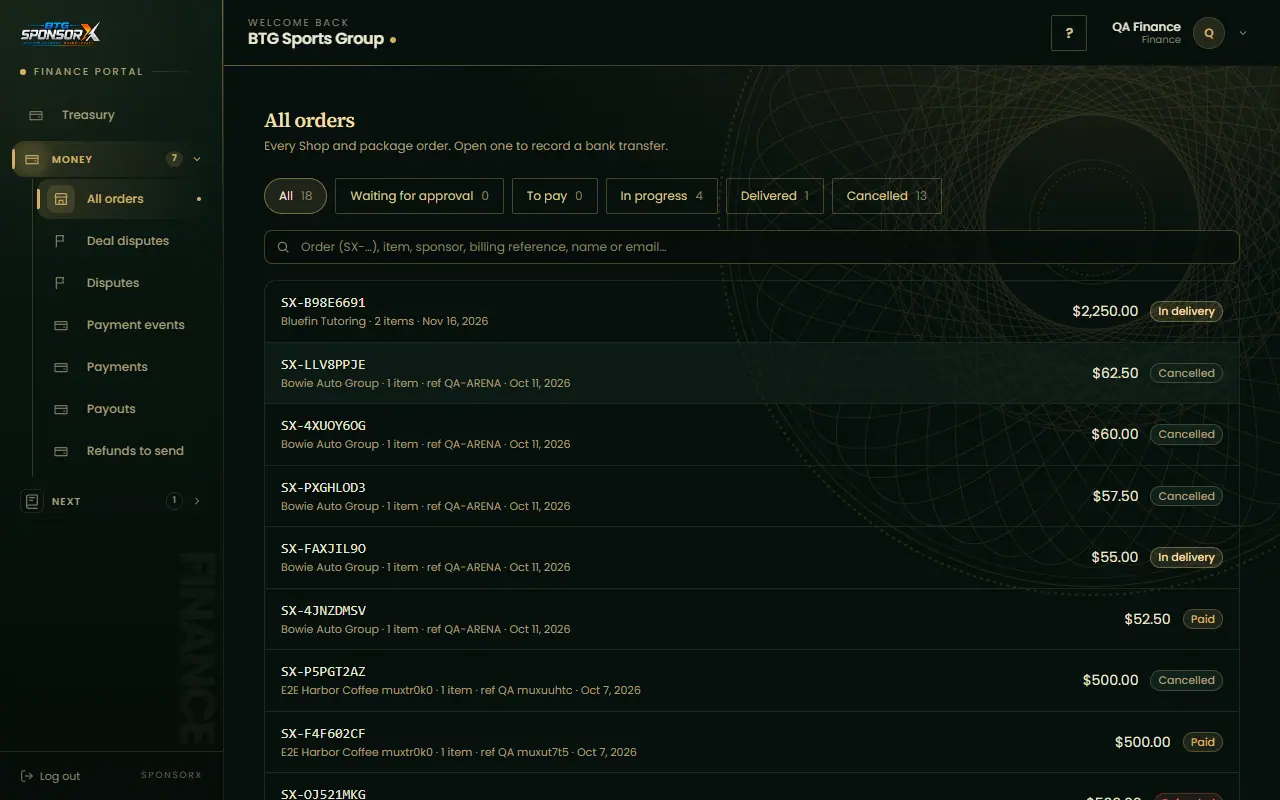 BTG
SPONSORX
FINANCE PORTAL
Treasury
MONEY 7
All orders
Deal disputes
Disputes
Payment events
Payments
Payouts
Refunds to send
NEXT 1
FINANCE
Log out SPONSORX
WELCOME BACK
BTG Sports Group
?
QA Finance
Finance
Q
All orders
Every Shop and package order. Open one to record a bank transfer.
All 18 Waiting for approval 0 To pay 0 In progress 4 Delivered 1 Cancelled 13
Order (SX-…), item, sponsor, billing reference, name or email…
SX-B98E6691
Bluefin Tutoring · 2 items · Nov 16, 2026
$2,250.00 In delivery
SX-LLV8PPJE
Bowie Auto Group · 1 item · ref QA-ARENA · Oct 11, 2026
$62.50 Cancelled
SX-4XUOY6OG
Bowie Auto Group · 1 item · ref QA-ARENA · Oct 11, 2026
$60.00 Cancelled
SX-PXGHLOD3
Bowie Auto Group · 1 item · ref QA-ARENA · Oct 11, 2026
$57.50 Cancelled
SX-FAXJIL9O
Bowie Auto Group · 1 item · ref QA-ARENA · Oct 11, 2026
$55.00 In delivery
SX-4JNZDMSV
Bowie Auto Group · 1 item · ref QA-ARENA · Oct 11, 2026
$52.50 Paid
SX-P5PGT2AZ
E2E Harbor Coffee muxtr0k0 · 1 item · ref QA muxuuhtc · Oct 7, 2026
$500.00 Cancelled
SX-F4F602CF
E2E Harbor Coffee muxtr0k0 · 1 item · ref QA muxut7t5 · Oct 7, 2026
$500.00 Paid
SX-OJ521MKG